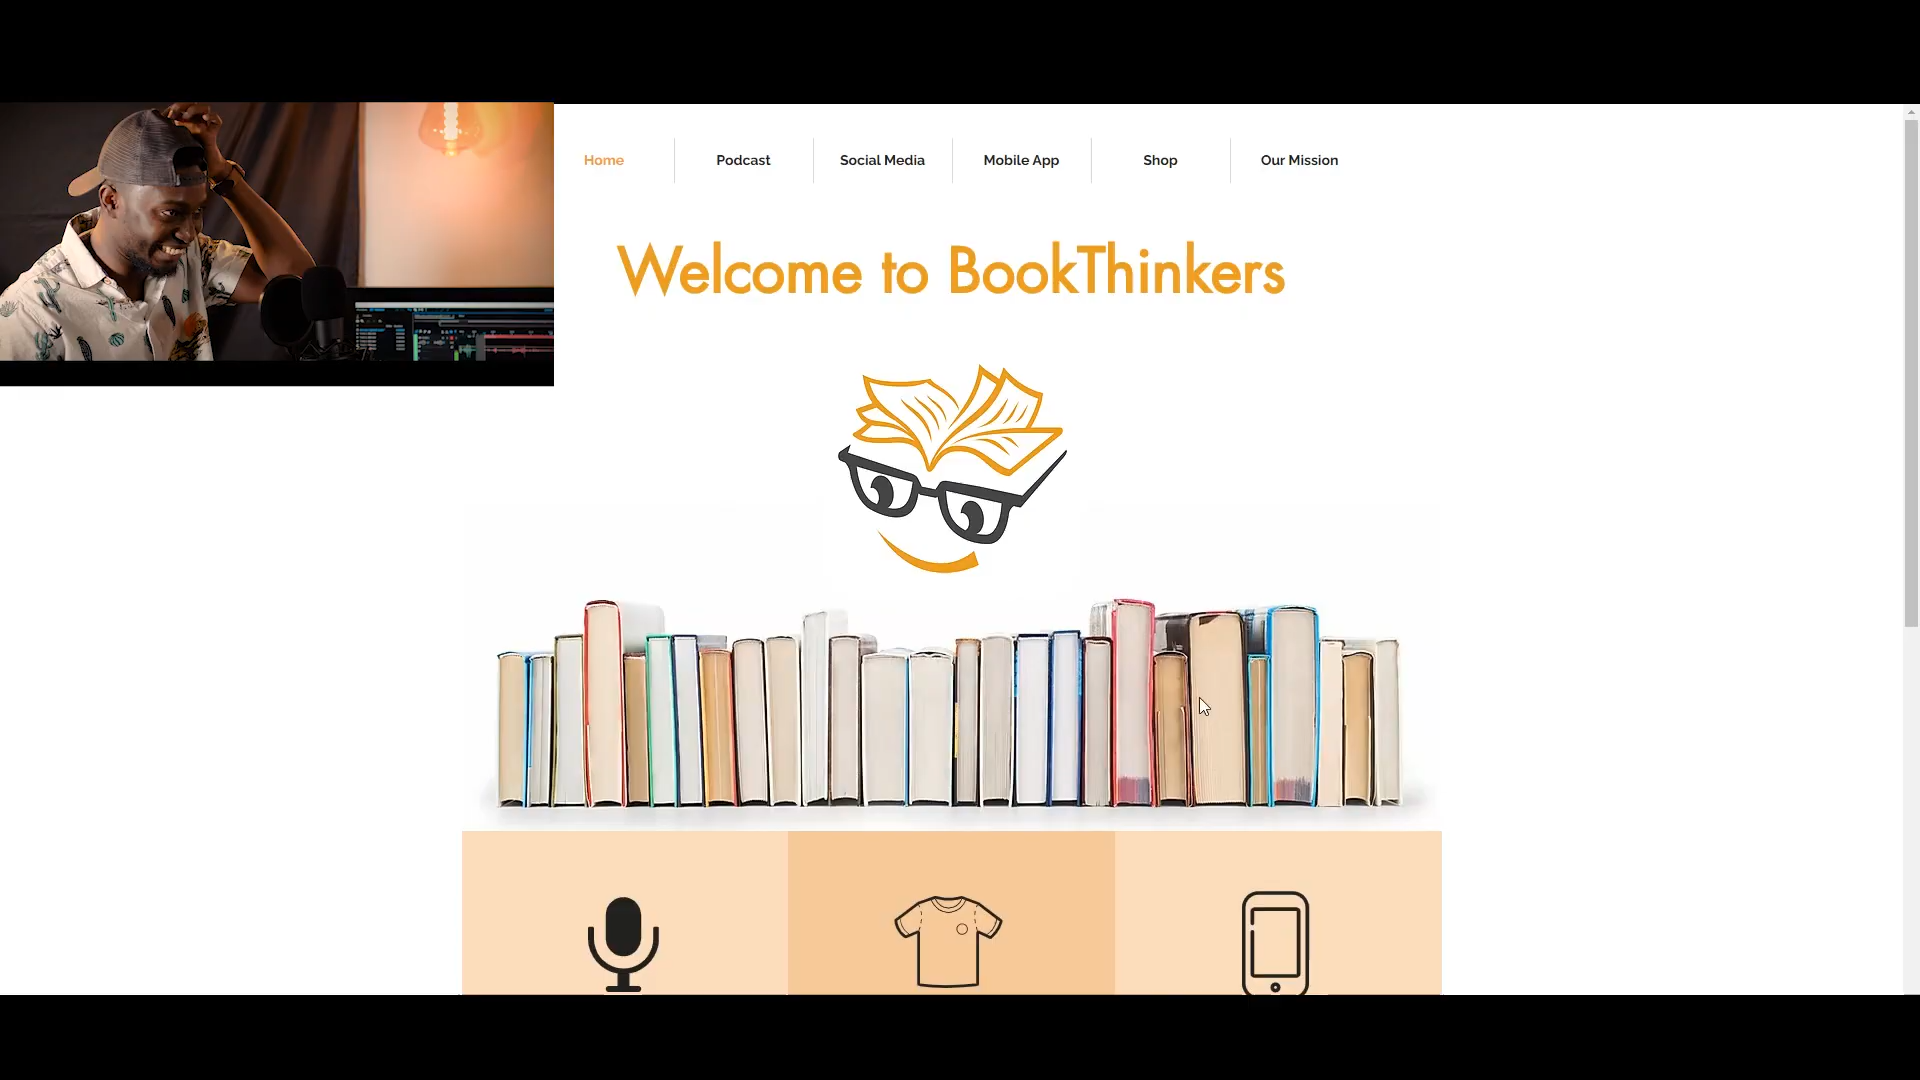 Home
Podcast
Social Media
Mobile App
Shop
Our Mission
Welcome to BookThinkers